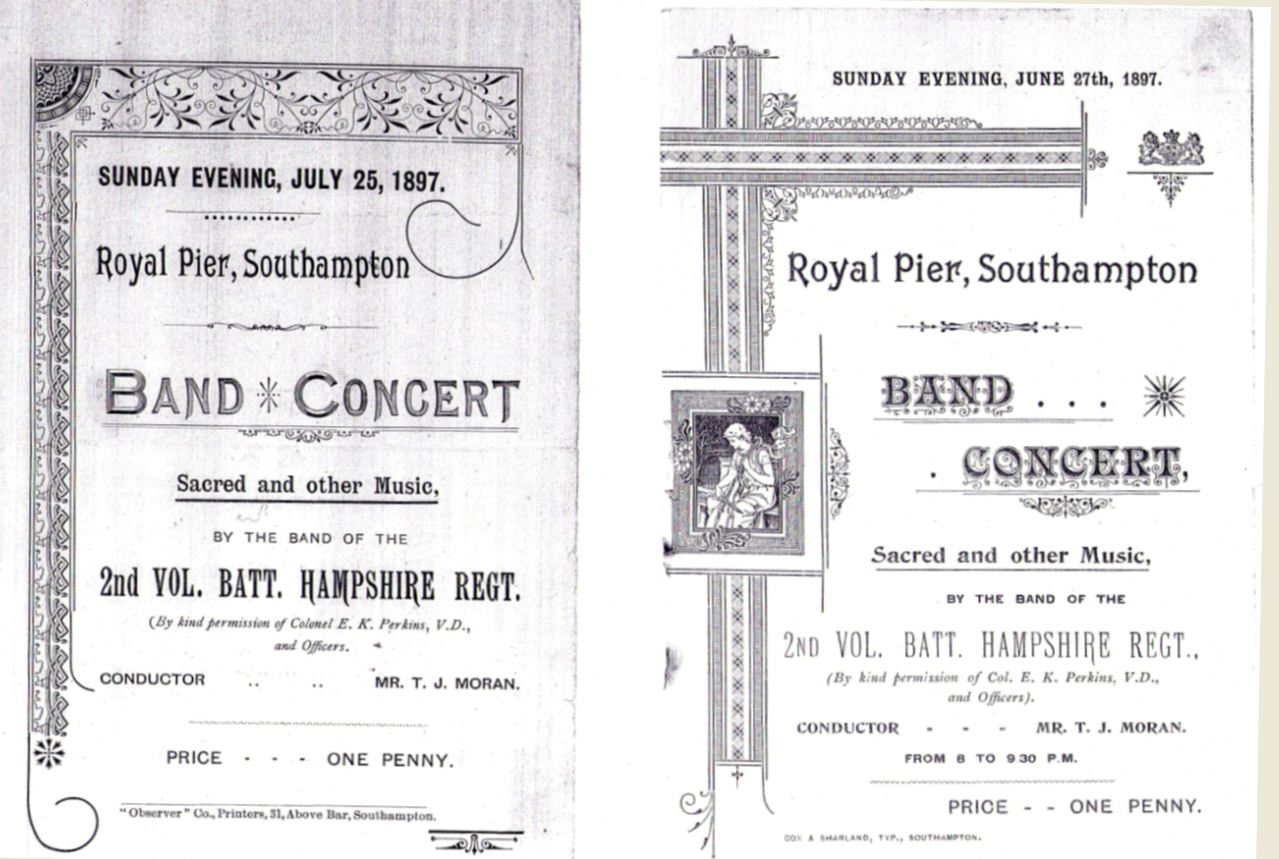 SUNDAY EVENING, JULY 25, 1897.
Royal Pier, Southampton
BAND CONCERT
Sacred and other Music,
BY THE BAND OF THE
2nd VOL. BATT. HAMPSHIRE REGT.
(By kind permission of Colonel E. K. Perkins, V.D.,
and Officers.
CONDUCTOR .. .. MR. T. J. MORAN.
PRICE - - - ONE PENNY.
"Observer" Co., Printers, 31, Above Bar, Southampton.
SUNDAY EVENING, JUNE 27th, 1897.
Royal Pier, Southampton
BAND . . .
. CONCERT,
Sacred and other Music,
BY THE BAND OF THE
2ND VOL. BATT. HAMPSHIRE REGT.,
(By kind permission of Col. E. K. Perkins, V.D.,
and Officers).
CONDUCTOR - - - MR. T. J. MORAN.
FROM 8 TO 9.30 P.M.
PRICE - - ONE PENNY.
COX & SHARLAND, TYP., SOUTHAMPTON.